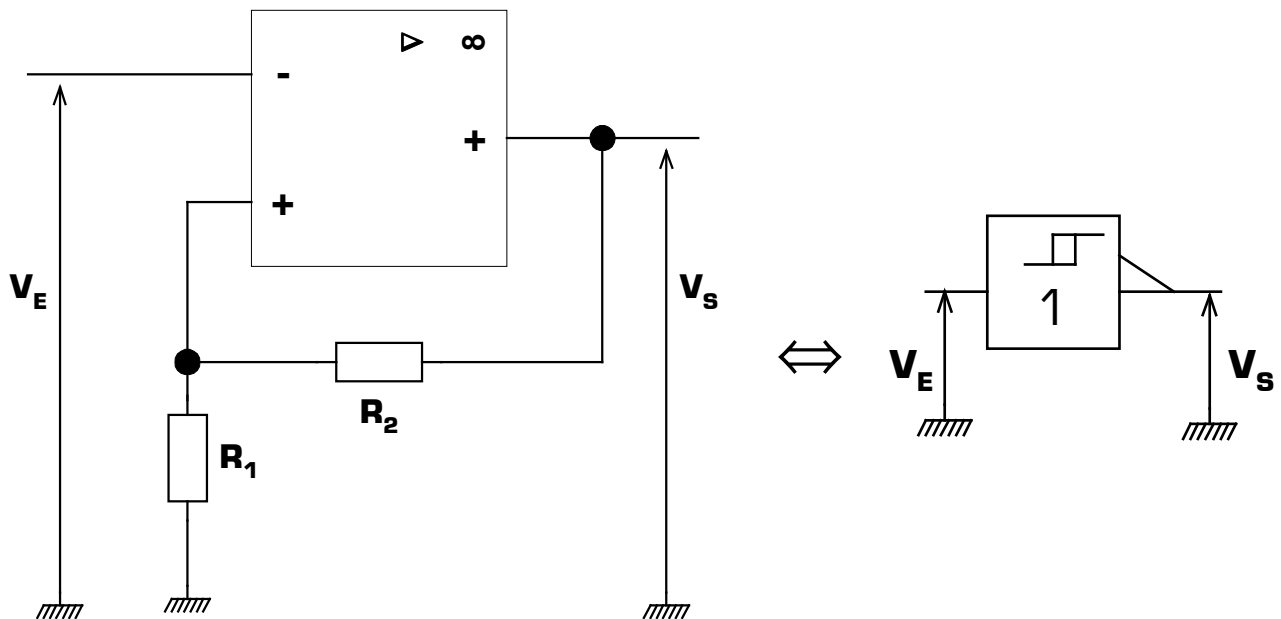 ▷ ∞
-
+
+
V_E
V_S
R_2
R_1
⇔
1
V_E
V_S